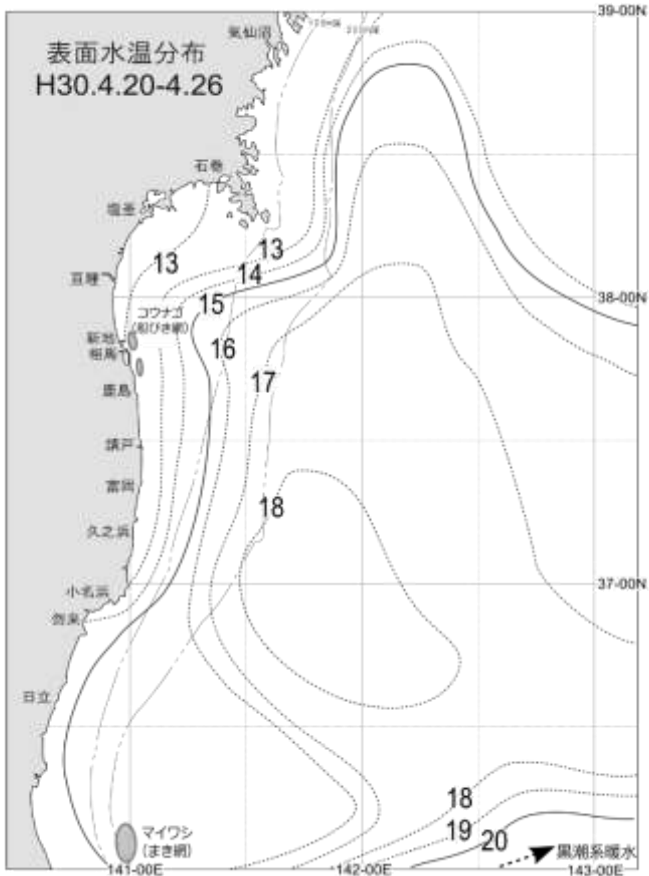 表面水温分布
H30.4.20-4.26
39-00N
気仙沼
石巻
塩釜
13
14
13
15
亘理
38-00N
コウナゴ
(船びき網)
新地
相馬
16
鹿島
17
請戸
18
富岡
久之浜
37-00N
小名浜
勿来
日立
18
19
20
マイワシ
(まき網)
黒潮系暖水
141-00E
142-00E
143-00E